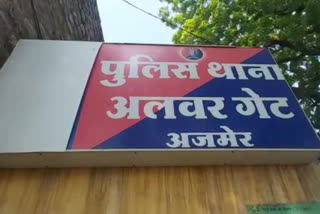 पुलिस थाना
अलवर गेट
अजमेर